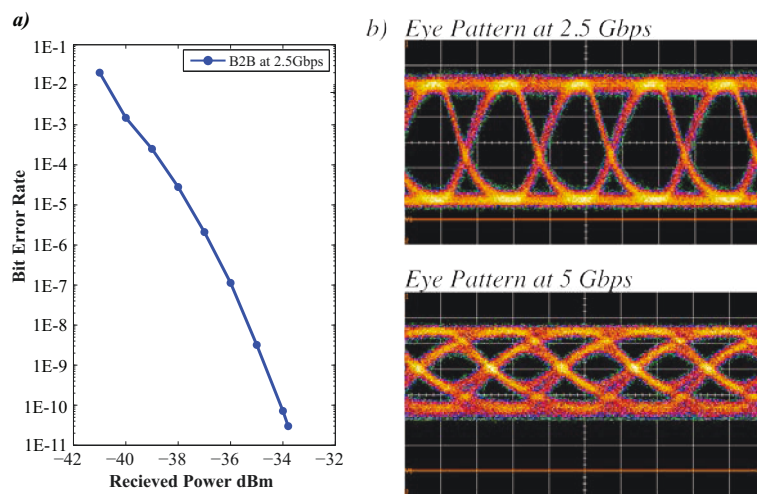 a)
B2B at 2.5Gbps
Bit Error Rate
1E-1
1E-2
1E-3
1E-4
1E-5
1E-6
1E-7
1E-8
1E-9
1E-10
1E-11
−42 −40 −38 −36 −34 −32
Recieved Power dBm
b) Eye Pattern at 2.5 Gbps
Eye Pattern at 5 Gbps